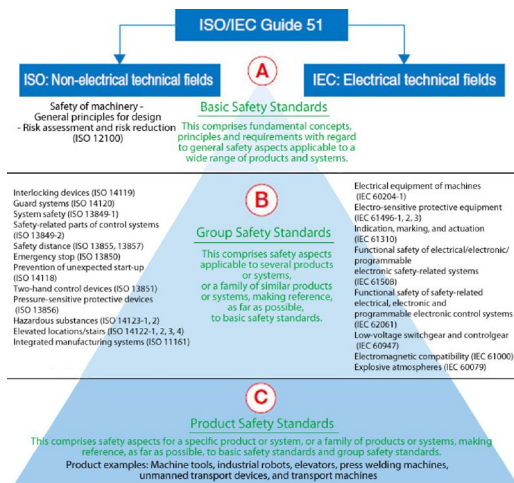 ISO/IEC Guide 51
ISO: Non-electrical technical fields
A
IEC: Electrical technical fields
Safety of machinery -
General principles for design
- Risk assessment and risk reduction
(ISO 12100)
Basic Safety Standards
This comprises fundamental concepts,
principles and requirements with regard
to general safety aspects applicable to a
wide range of products and systems.
Interlocking devices (ISO 14119)
Guard systems (ISO 14120)
System safety (ISO 13849-1)
Safety-related parts of control systems
(ISO 13849-2)
Safety distance (ISO 13855, 13857)
Emergency stop (ISO 13850)
Prevention of unexpected start-up
(ISO 14118)
Two-hand control devices (ISO 13851)
Pressure-sensitive protective devices
(ISO 13856)
Hazardous substances (ISO 14123-1, 2)
Elevated locations/stairs (ISO 14122-1, 2, 3, 4)
Integrated manufacturing systems (ISO 11161)
B
Group Safety Standards
This comprises safety aspects
applicable to several products
or systems,
or a family of similar products
or systems, making reference,
as far as possible,
to basic safety standards.
Electrical equipment of machines
(IEC 60204-1)
Electro-sensitive protective equipment
(IEC 61496-1, 2, 3)
Indication, marking, and actuation
(IEC 61310)
Functional safety of electrical/electronic/
programmable
electronic safety-related systems
(IEC 61508)
Functional safety of safety-related
electrical, electronic and
programmable electronic control systems
(IEC 62061)
Low-voltage switchgear and controlgear
(IEC 60947)
Electromagnetic compatibility (IEC 61000)
Explosive atmospheres (IEC 60079)
C
Product Safety Standards
This comprises safety aspects for a specific product or system, or a family of products or systems, making
reference, as far as possible, to basic safety standards and group safety standards.
Product examples: Machine tools, industrial robots, elevators, press welding machines,
unmanned transport devices, and transport machines